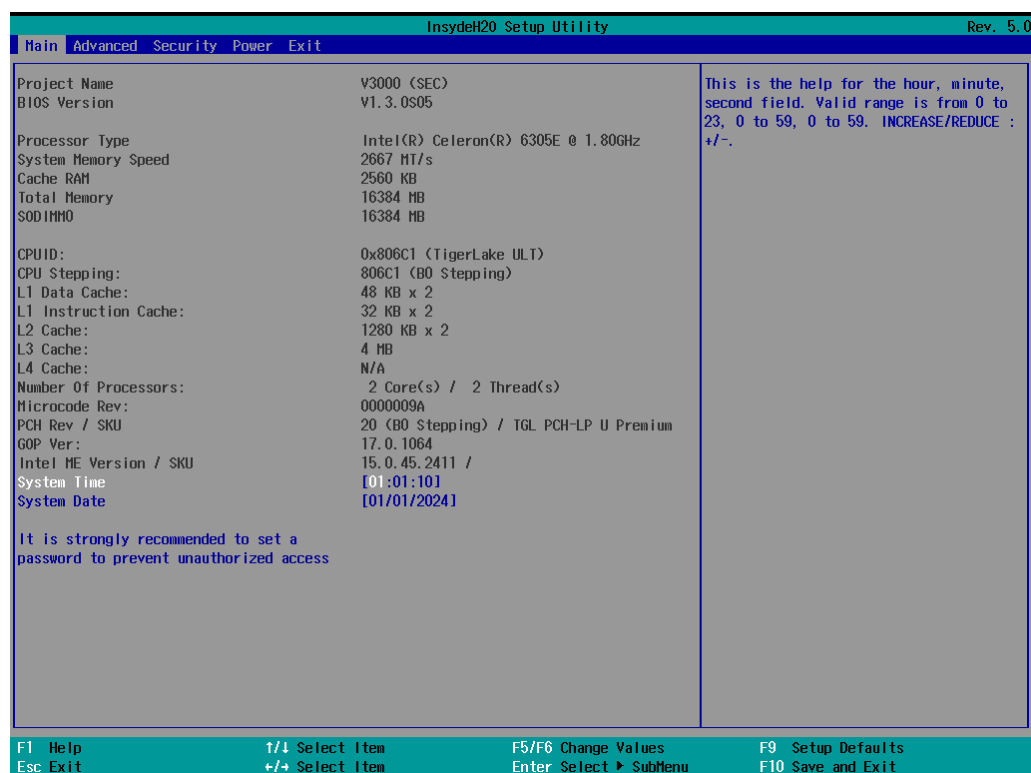 InsydeH20 Setup Utility Rev. 5.0
Main Advanced Security Power Exit
Project Name V3000 (SEC)
BIOS Version V1.3.0S05
Processor Type Intel(R) Celeron(R) 6305E @ 1.80GHz
System Memory Speed 2667 MT/s
Cache RAM 2560 KB
Total Memory 16384 MB
SODIMM0 16384 MB
CPUID: 0x806C1 (TigerLake ULT)
CPU Stepping: 806C1 (B0 Stepping)
L1 Data Cache: 48 KB x 2
L1 Instruction Cache: 32 KB x 2
L2 Cache: 1280 KB x 2
L3 Cache: 4 MB
L4 Cache: N/A
Number Of Processors: 2 Core(s) / 2 Thread(s)
Microcode Rev: 0000009A
PCH Rev / SKU 20 (B0 Stepping) / TGL PCH-LP U Premium
GOP Ver: 17.0.1064
Intel ME Version / SKU 15.0.45.2411 /
System Time [01:01:10]
System Date [01/01/2024]
It is strongly recommended to set a
password to prevent unauthorized access
This is the help for the hour, minute,
second field. Valid range is from 0 to
23, 0 to 59, 0 to 59. INCREASE/REDUCE :
+/-.
F1 Help ↑/↓ Select Item F5/F6 Change Values F9 Setup Defaults
Esc Exit ←/→ Select Item Enter Select ▶ SubMenu F10 Save and Exit